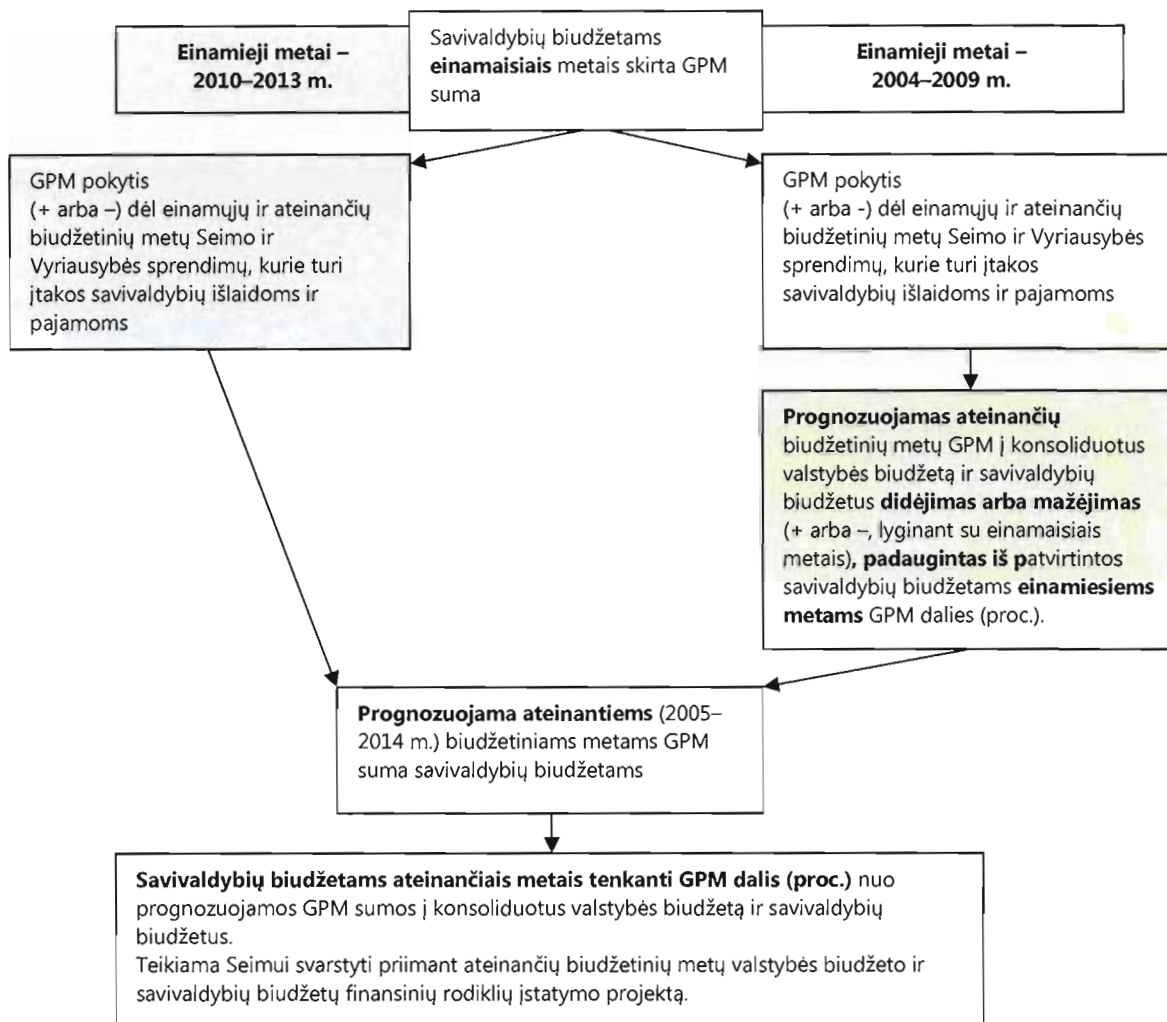 Einamieji metai –
2010–2013 m.
Savivaldybių biudžetams
einamaisiais metais skirta GPM
suma
Einamieji metai –
2004–2009 m.
GPM pokytis
(+ arba –) dėl einamųjų ir ateinančių
biudžetinių metų Seimo ir
Vyriausybės sprendimų, kurie turi
įtakos savivaldybių išlaidoms ir
pajamoms
GPM pokytis
(+ arba -) dėl einamųjų ir ateinančių
biudžetinių metų Seimo ir Vyriausybės
sprendimų, kurie turi įtakos
savivaldybių išlaidoms ir pajamoms
Prognozuojamas ateinančių
biudžetinių metų GPM į konsoliduotus
valstybės biudžetą ir savivaldybių
biudžetus didėjimas arba mažėjimas
(+ arba –, lyginant su einamaisiais
metais), padaugintas iš patvirtintos
savivaldybių biudžetams einamiesiems
metams GPM dalies (proc.).
Prognozuojama ateinantiems (2005–
2014 m.) biudžetiniams metams GPM
suma savivaldybių biudžetams
Savivaldybių biudžetams ateinančiais metais tenkanti GPM dalis (proc.) nuo
prognozuojamos GPM sumos į konsoliduotus valstybės biudžetą ir savivaldybių
biudžetus.
Teikiama Seimui svarstyti priimant ateinančių biudžetinių metų valstybės biudžeto ir
savivaldybių biudžetų finansinių rodiklių įstatymo projektą.